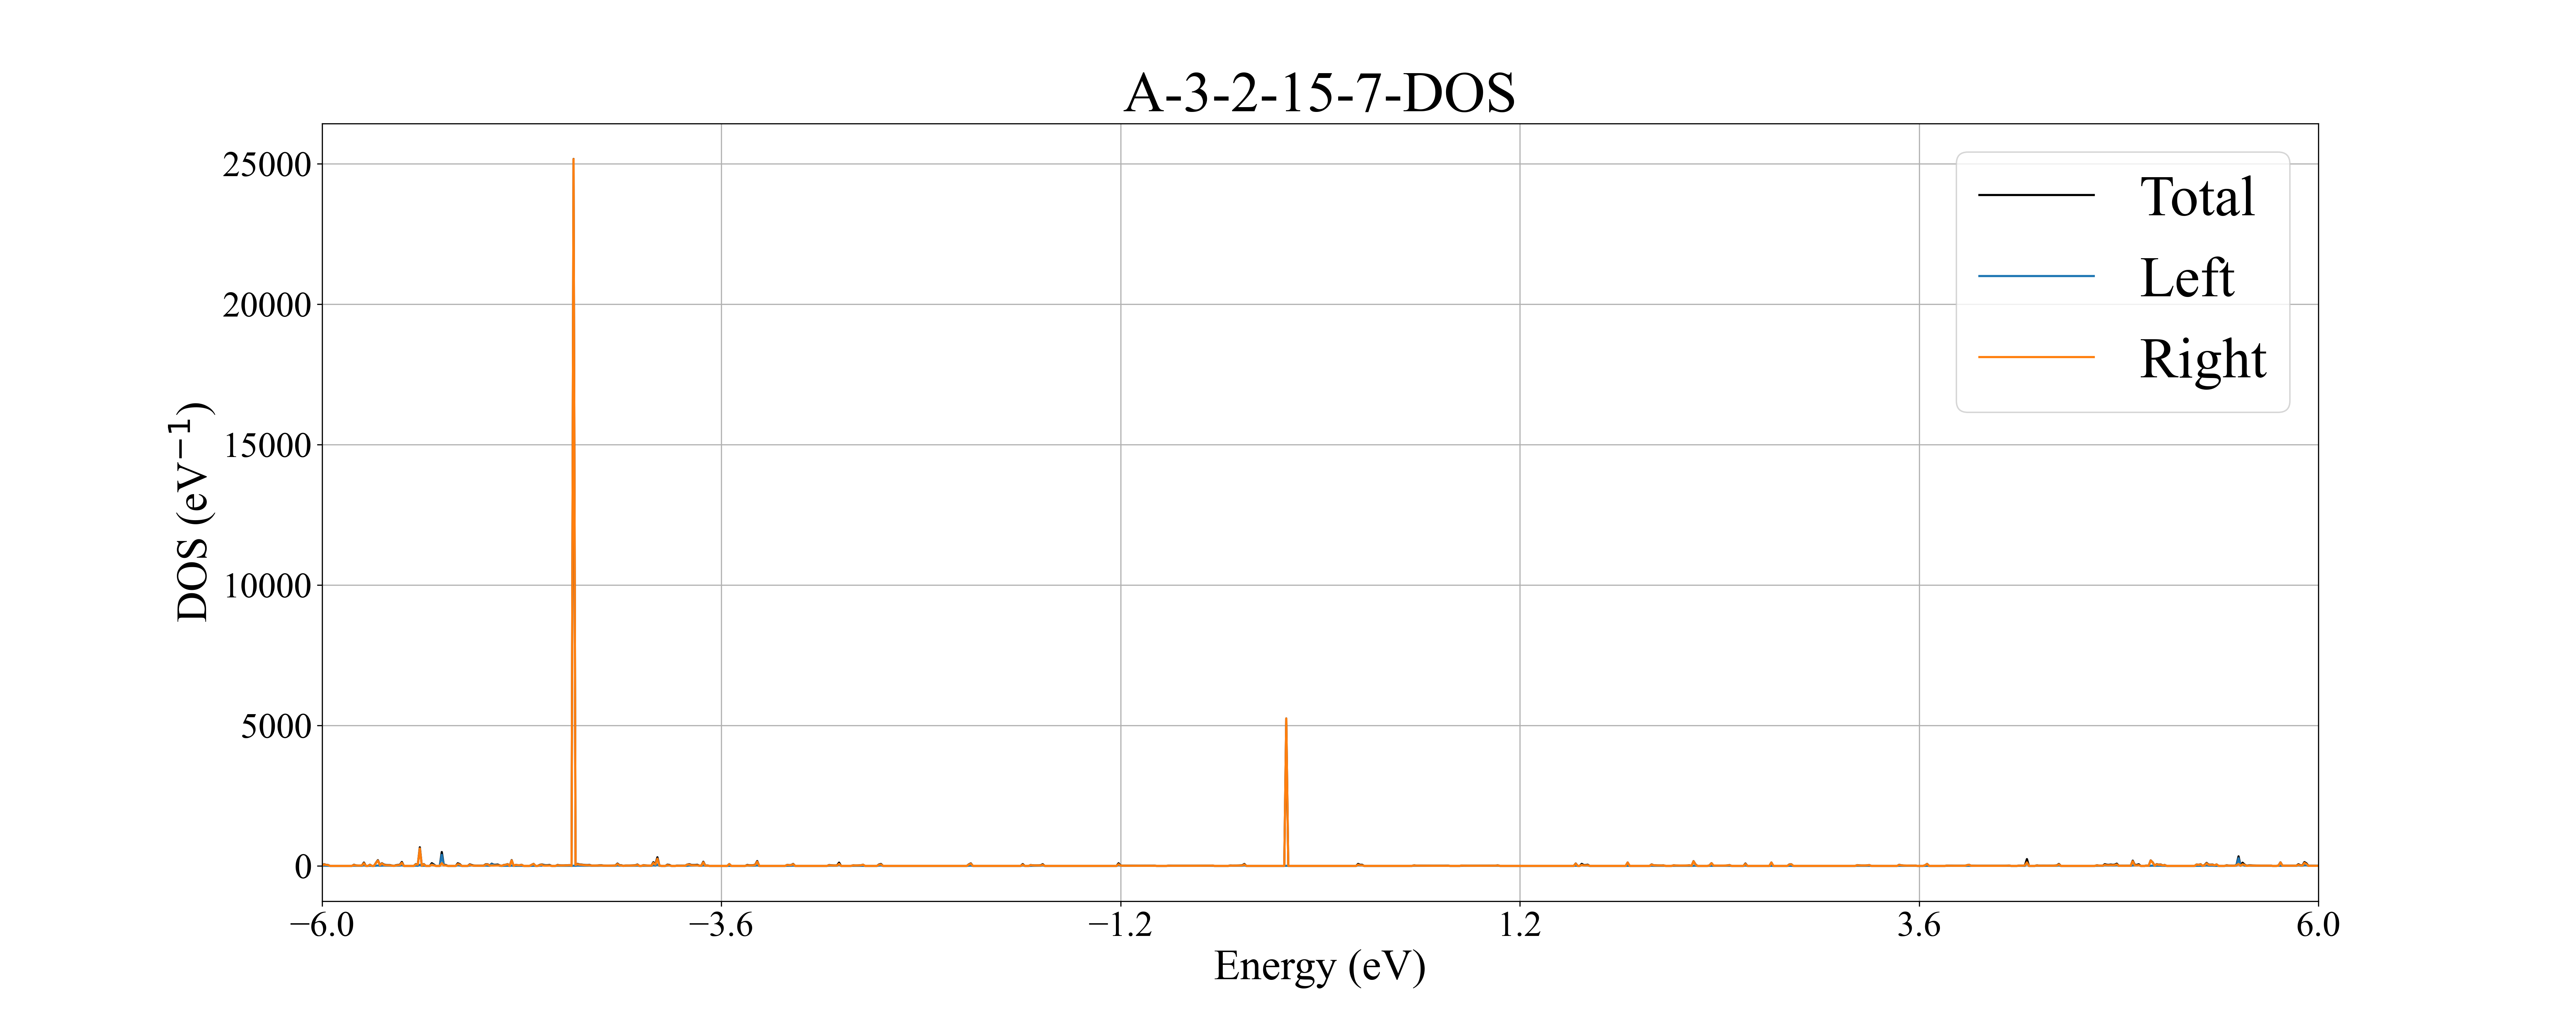 A-3-2-15-7-DOS
25000
20000
15000
10000
5000
0
DOS (eV⁻¹)
−6.0
−3.6
−1.2
1.2
3.6
6.0
Energy (eV)
Total
Left
Right